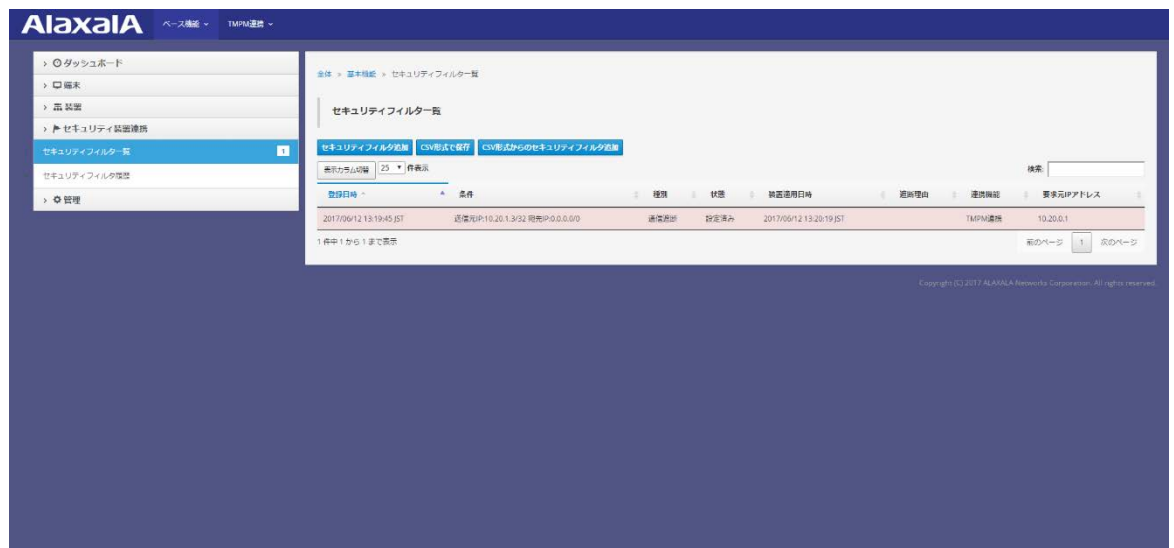 AlaxalA ベース機能 TMPM連携
ダッシュボード
端末
装置
セキュリティ装置連携
セキュリティフィルタ一覧 1
セキュリティフィルタ履歴
管理
全体 » 基本機能 » セキュリティフィルタ一覧
セキュリティフィルタ一覧
セキュリティフィルタ追加 CSV形式で保存 CSV形式からのセキュリティフィルタ追加
表示カラム切替 25 件表示 検索:
登録日時 条件 種別 状態 装置適用日時 遮断理由 連携機能 要求元IPアドレス
2017/06/12 13:19:45 JST 送信元IP:10.20.1.3/32 宛先IP:0.0.0.0/0 通信遮断 設定済み 2017/06/12 13:20:19 JST TMPM連携 10.20.0.1
1 件中 1 から 1 まで表示 前のページ 1 次のページ
Copyright (C) 2017 ALAXALA Networks Corporation. All rights reserved.